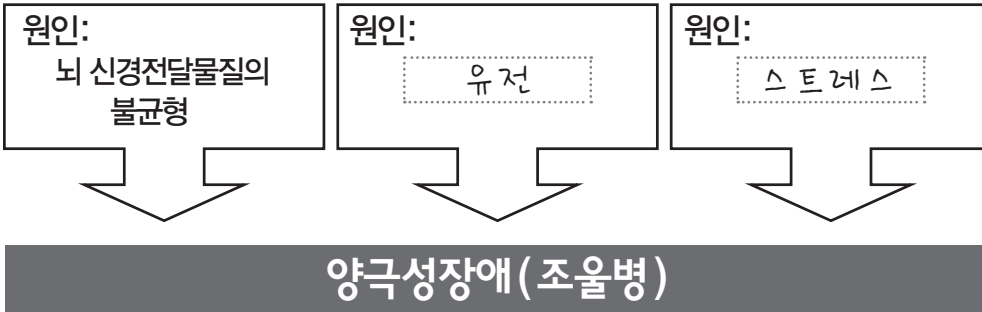 원인:
뇌 신경전달물질의
불균형
원인:
유전
원인:
스트레스
양극성장애(조울병)